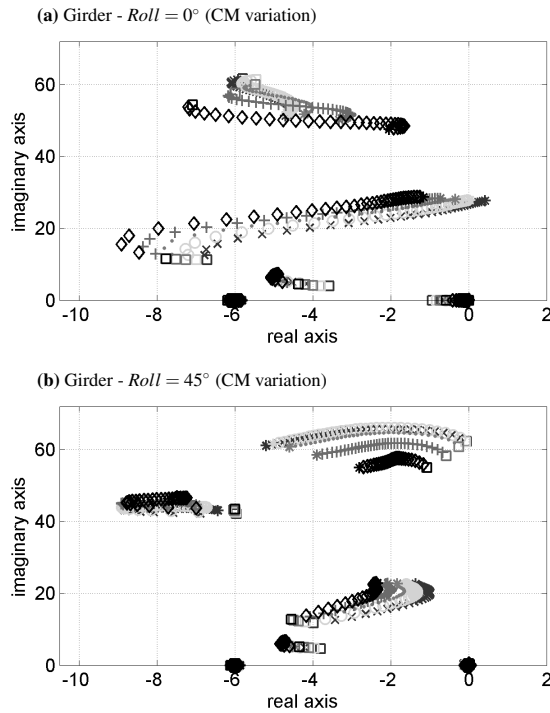 (a) Girder - Roll = 0° (CM variation)
60
40
20
0
imaginary axis
-10 -8 -6 -4 -2 0 2
real axis
(b) Girder - Roll = 45° (CM variation)
60
40
20
0
imaginary axis
-10 -8 -6 -4 -2 0 2
real axis